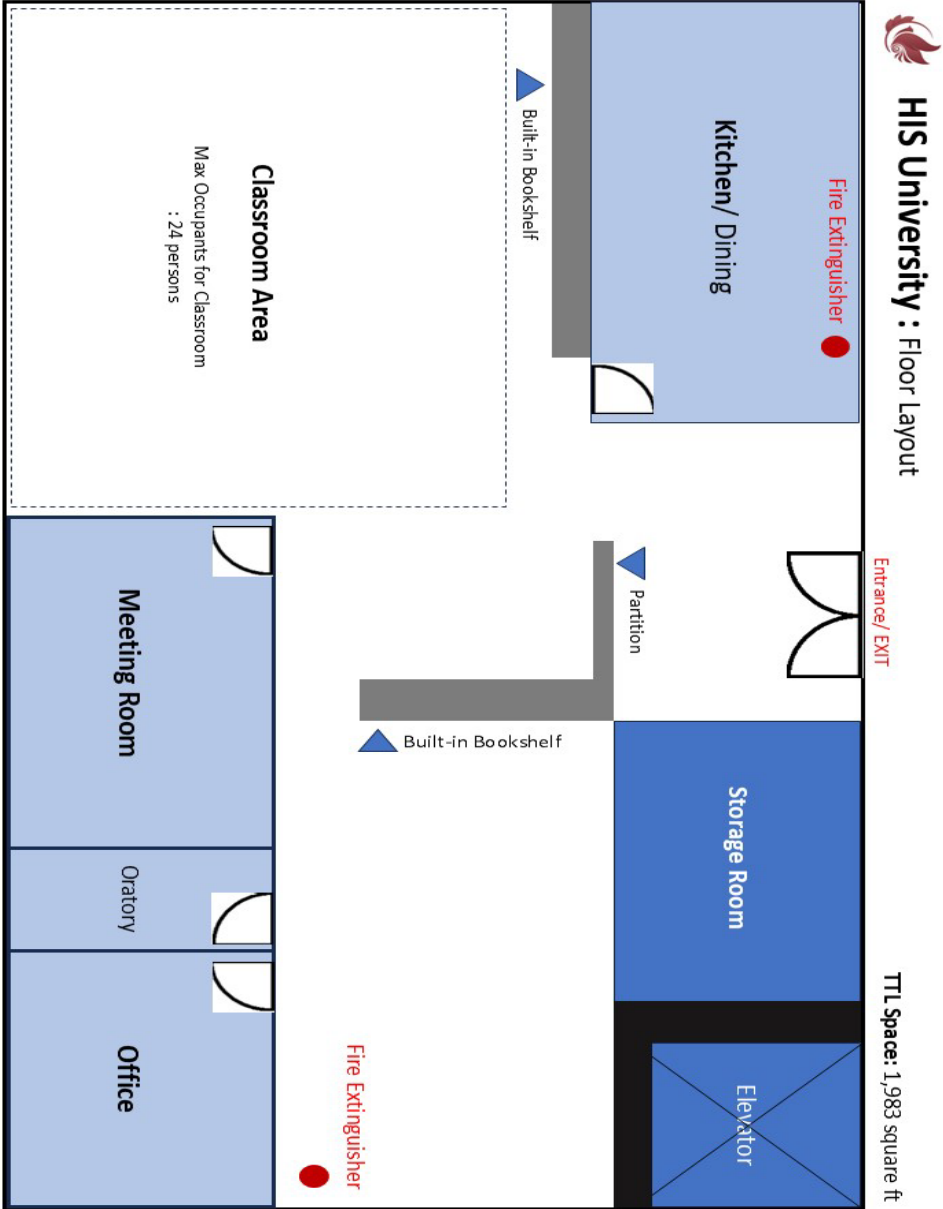 HIS University : Floor Layout
TTL Space: 1,983 square ft
Entrance/ EXIT
Fire Extinguisher
Kitchen/ Dining
Built-in Bookshelf
Partition
Storage Room
Elevator
Built-in Bookshelf
Classroom Area
Max Occupants for Classroom
: 24 persons
Meeting Room
Oratory
Office
Fire Extinguisher